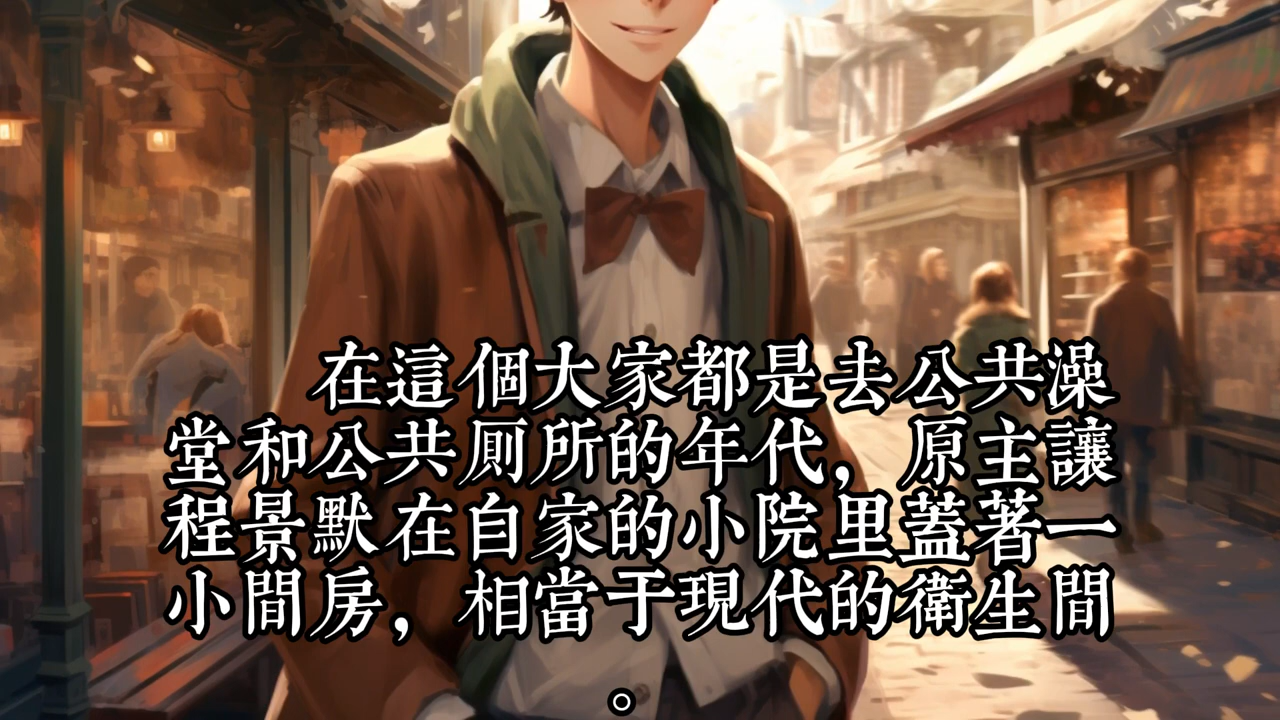 在這個大家都是去公共澡
堂和公共厠所的年代，原主讓
程景默在自家的小院里蓋著一
小間房，相當于現代的衛生間
。